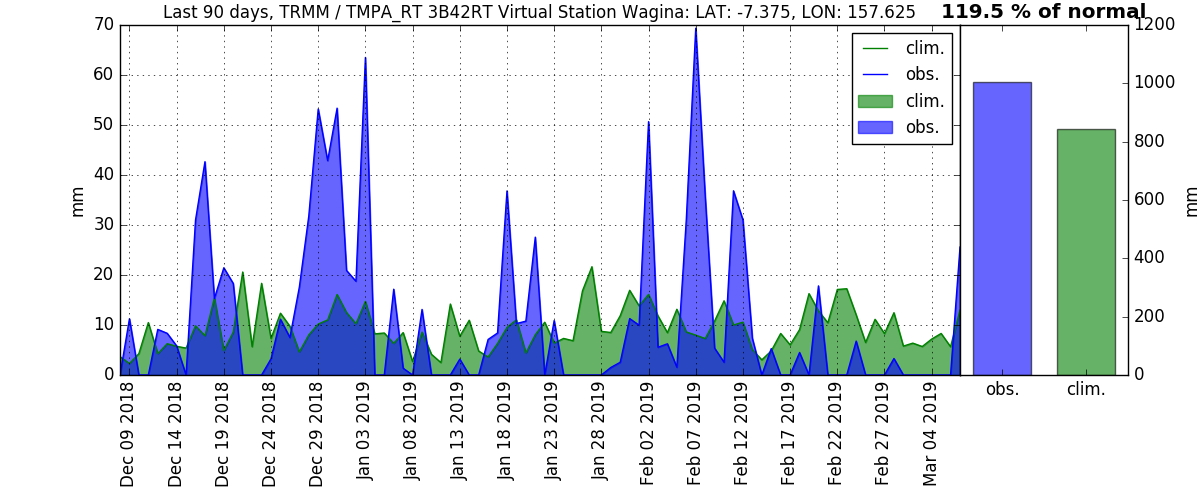 Last 90 days, TRMM / TMPA_RT 3B42RT Virtual Station Wagina: LAT: -7.375, LON: 157.625
119.5 % of normal
70
60
50
40
30
20
10
0
mm
clim.
obs.
clim.
obs.
1200
1000
800
600
400
200
0
mm
Dec 09 2018
Dec 14 2018
Dec 19 2018
Dec 24 2018
Dec 29 2018
Jan 03 2019
Jan 08 2019
Jan 13 2019
Jan 18 2019
Jan 23 2019
Jan 28 2019
Feb 02 2019
Feb 07 2019
Feb 12 2019
Feb 17 2019
Feb 22 2019
Feb 27 2019
Mar 04 2019
obs.
clim.